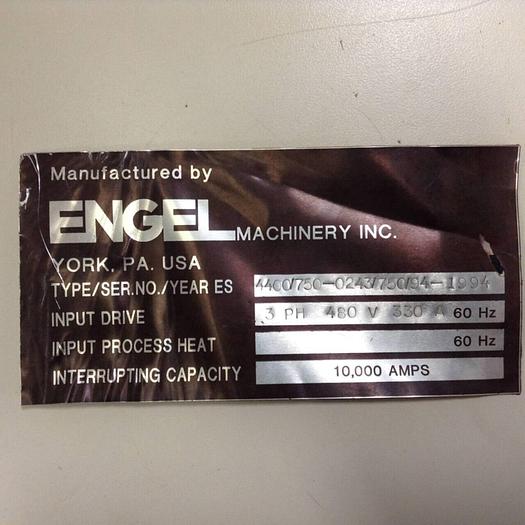 Manufactured by
ENGEL MACHINERY INC.
YORK, PA. USA
TYPE/SER.NO./YEAR ES 4400/750-0243/750/94-1994
INPUT DRIVE 3 PH 480 V 330 A 60 Hz
INPUT PROCESS HEAT 60 Hz
INTERRUPTING CAPACITY 10,000 AMPS